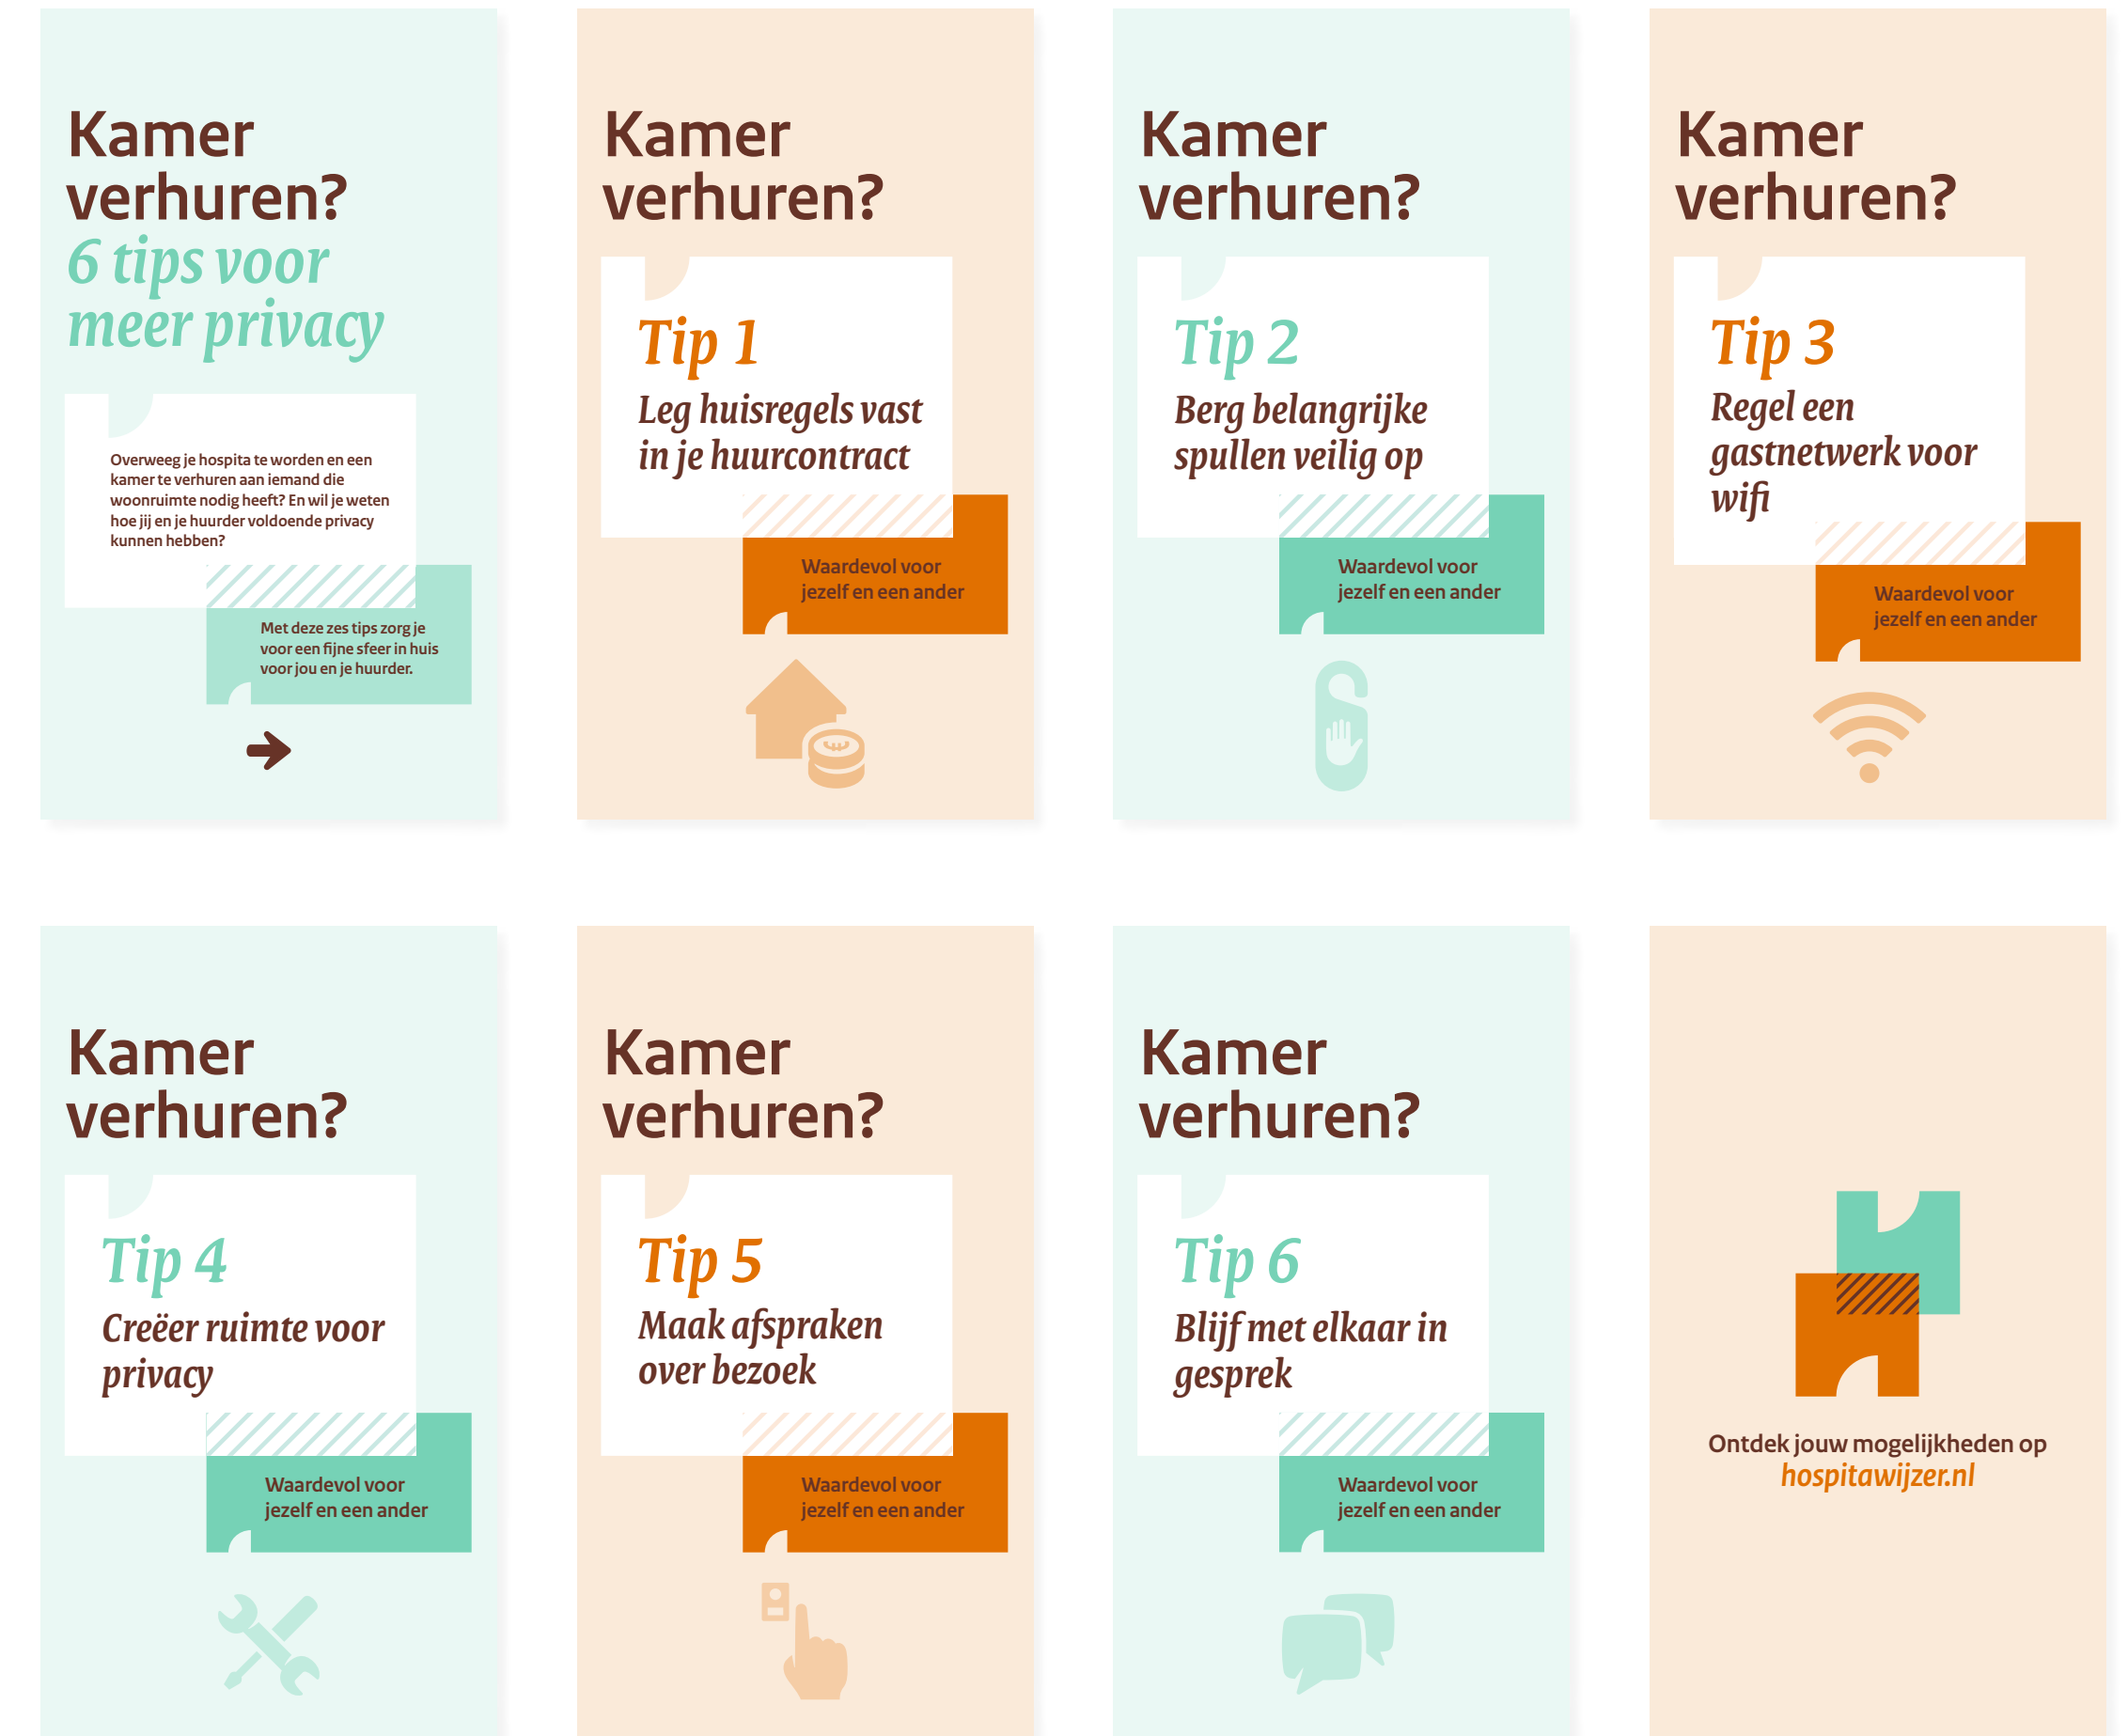 Kamer
verhuren?
6 tips voor
meer privacy
Overweeg je hospita te worden en een
kamer te verhuren aan iemand die
woonruimte nodig heeft? En wil je weten
hoe jij en je huurder voldoende privacy
kunnen hebben?
Met deze zes tips zorg je
voor een fijne sfeer in huis
voor jou en je huurder.
Kamer
verhuren?
Tip 1
Leg huisregels vast
in je huurcontract
Waardevol voor
jezelf en een ander
Kamer
verhuren?
Tip 2
Berg belangrijke
spullen veilig op
Waardevol voor
jezelf en een ander
Kamer
verhuren?
Tip 3
Regel een
gastnetwerk voor
wifi
Waardevol voor
jezelf en een ander
Kamer
verhuren?
Tip 4
Creëer ruimte voor
privacy
Waardevol voor
jezelf en een ander
Kamer
verhuren?
Tip 5
Maak afspraken
over bezoek
Waardevol voor
jezelf en een ander
Kamer
verhuren?
Tip 6
Blijf met elkaar in
gesprek
Waardevol voor
jezelf en een ander
Ontdek jouw mogelijkheden op
hospitawijzer.nl